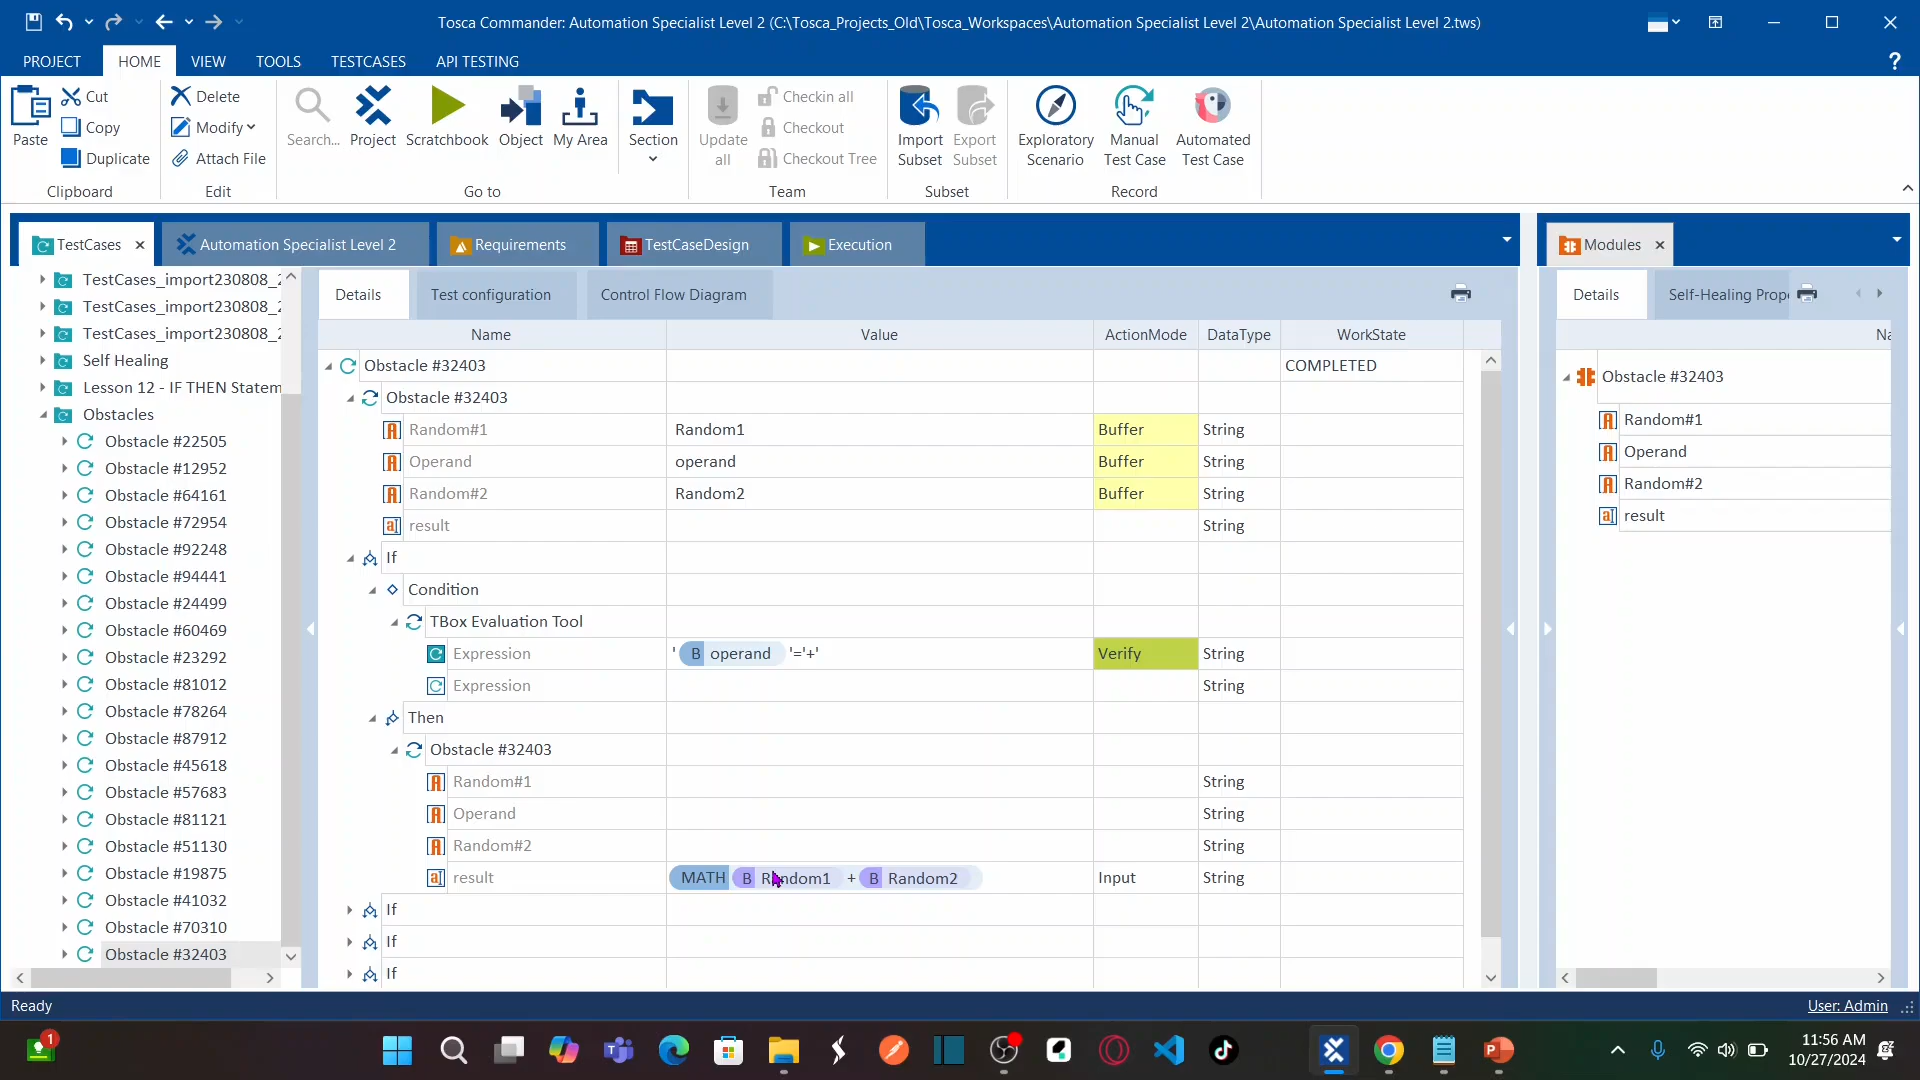 Tosca Commander: Automation Specialist Level 2 (C:\Tosca_Projects_Old\Tosca_Workspaces\Automation Specialist Level 2\Automation Specialist Level 2.tws)
PROJECT HOME VIEW TOOLS TESTCASES API TESTING ?
Paste
Cut
Copy
Duplicate
Clipboard
Delete
Modify
Attach File
Edit
Search...
Project
Scratchbook
Object
My Area
Section
Go to
Update all
Checkin all
Checkout
Checkout Tree
Team
Import Subset
Export Subset
Subset
Exploratory Scenario
Manual Test Case
Automated Test Case
Record
TestCases
Automation Specialist Level 2
Requirements
TestCaseDesign
Execution
Modules
TestCases_import230808_2
TestCases_import230808_2
TestCases_import230808_2
Self Healing
Lesson 12 - IF THEN Statem
Obstacles
Obstacle #22505
Obstacle #12952
Obstacle #64161
Obstacle #72954
Obstacle #92248
Obstacle #94441
Obstacle #24499
Obstacle #60469
Obstacle #23292
Obstacle #81012
Obstacle #78264
Obstacle #87912
Obstacle #45618
Obstacle #57683
Obstacle #81121
Obstacle #51130
Obstacle #19875
Obstacle #41032
Obstacle #70310
Obstacle #32403
Details Test configuration Control Flow Diagram
Name Value ActionMode DataType WorkState
Obstacle #32403 COMPLETED
Obstacle #32403
Random#1 Random1 Buffer String
Operand operand Buffer String
Random#2 Random2 Buffer String
result String
If
Condition
TBox Evaluation Tool
Expression ' B operand '='+' Verify String
Expression String
Then
Obstacle #32403
Random#1 String
Operand String
Random#2 String
result MATH B Random1 + B Random2 Input String
If
If
If
Details Self-Healing Prope
Na
Obstacle #32403
Random#1
Operand
Random#2
result
Ready
User: Admin
1
11:56 AM
10/27/2024